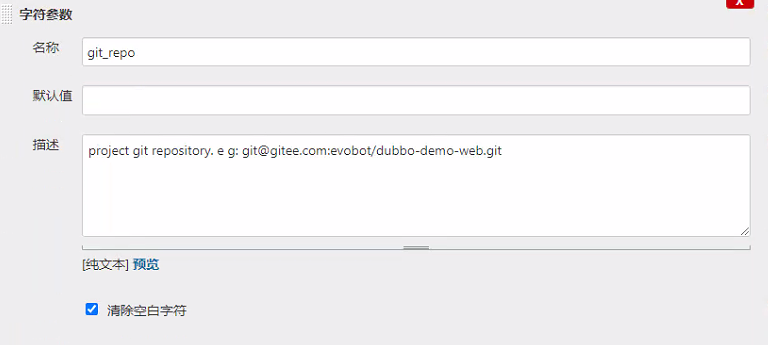 X
字符参数
名称
git_repo
默认值
描述
project git repository. e g: git@gitee.com:evobot/dubbo-demo-web.git
[纯文本] 预览
清除空白字符